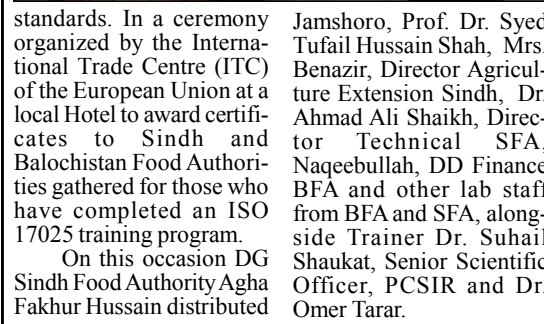 standards. In a ceremony
organized by the Interna-
tional Trade Centre (ITC)
of the European Union at a
local Hotel to award certifi-
cates to Sindh and
Balochistan Food Authori-
ties gathered for those who
have completed an ISO
17025 training program.
On this occasion DG
Sindh Food Authority Agha
Fakhur Hussain distributed
Jamshoro, Prof. Dr. Syed
Tufail Hussain Shah, Mrs.
Benazir, Director Agricul-
ture Extension Sindh, Dr.
Ahmad Ali Shaikh, Direc-
tor Technical SFA,
Naqeebullah, DD Finance
BFA and other lab staff
from BFA and SFA, along-
side Trainer Dr. Suhail
Shaukat, Senior Scientific
Officer, PCSIR and Dr.
Omer Tarar.